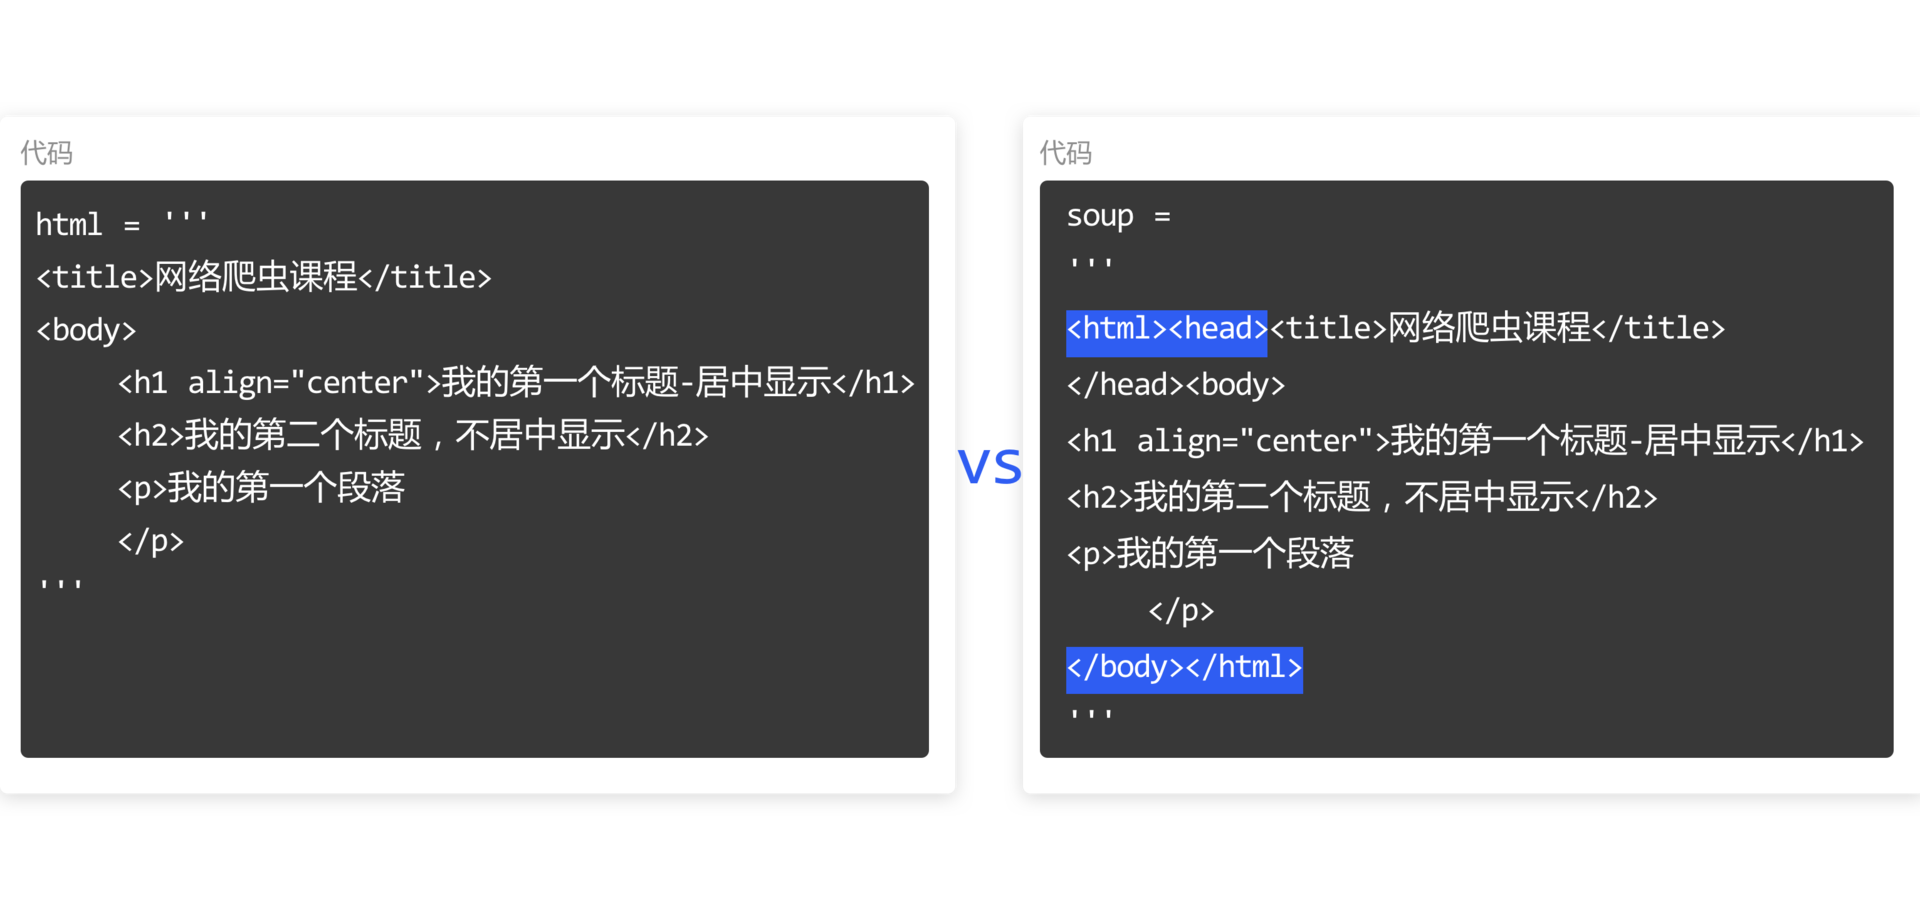 代码
html = '''
<title>网络爬虫课程</title>
<body>
<h1 align="center">我的第一个标题-居中显示</h1>
<h2>我的第二个标题，不居中显示</h2>
<p>我的第一个段落
</p>
'''
vs
代码
soup =
'''
<html><head><title>网络爬虫课程</title>
</head><body>
<h1 align="center">我的第一个标题-居中显示</h1>
<h2>我的第二个标题，不居中显示</h2>
<p>我的第一个段落
</p>
</body></html>
'''